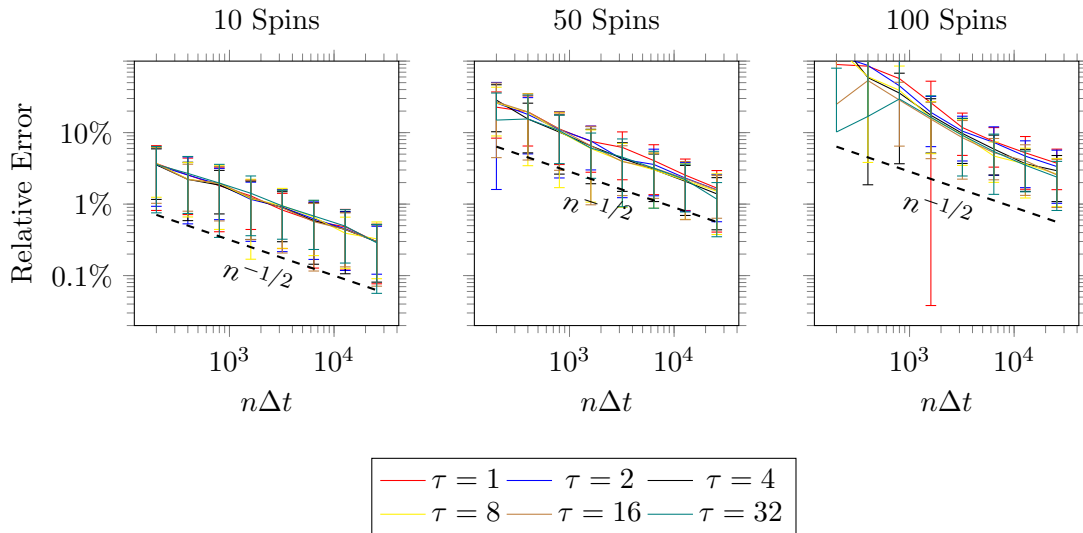 10 Spins
50 Spins
100 Spins
Relative Error
10%
1%
0.1%
n^{-1/2}
n^{-1/2}
n^{-1/2}
10^3
10^4
10^3
10^4
10^3
10^4
nΔt
nΔt
nΔt
τ = 1
τ = 2
τ = 4
τ = 8
τ = 16
τ = 32